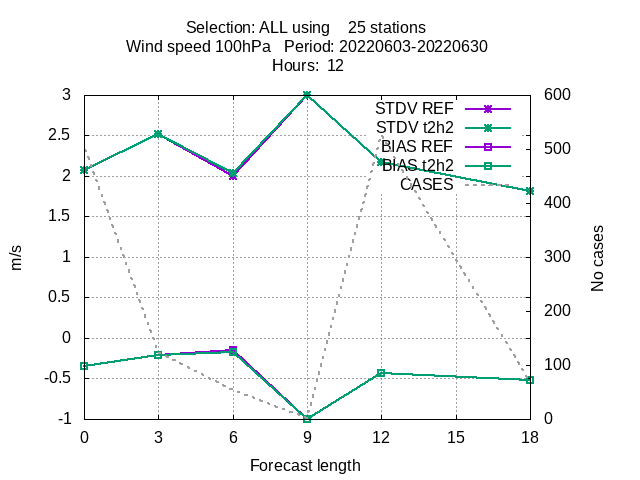 Selection: ALL using    25 stations
Wind speed 100hPa   Period: 20220603-20220630
Hours:  12
STDV REF
STDV t2h2
BIAS REF
BIAS t2h2
CASES
3
2.5
2
1.5
1
0.5
0
-0.5
-1
m/s
600
500
400
300
200
100
0
No cases
0 3 6 9 12 15 18
Forecast length